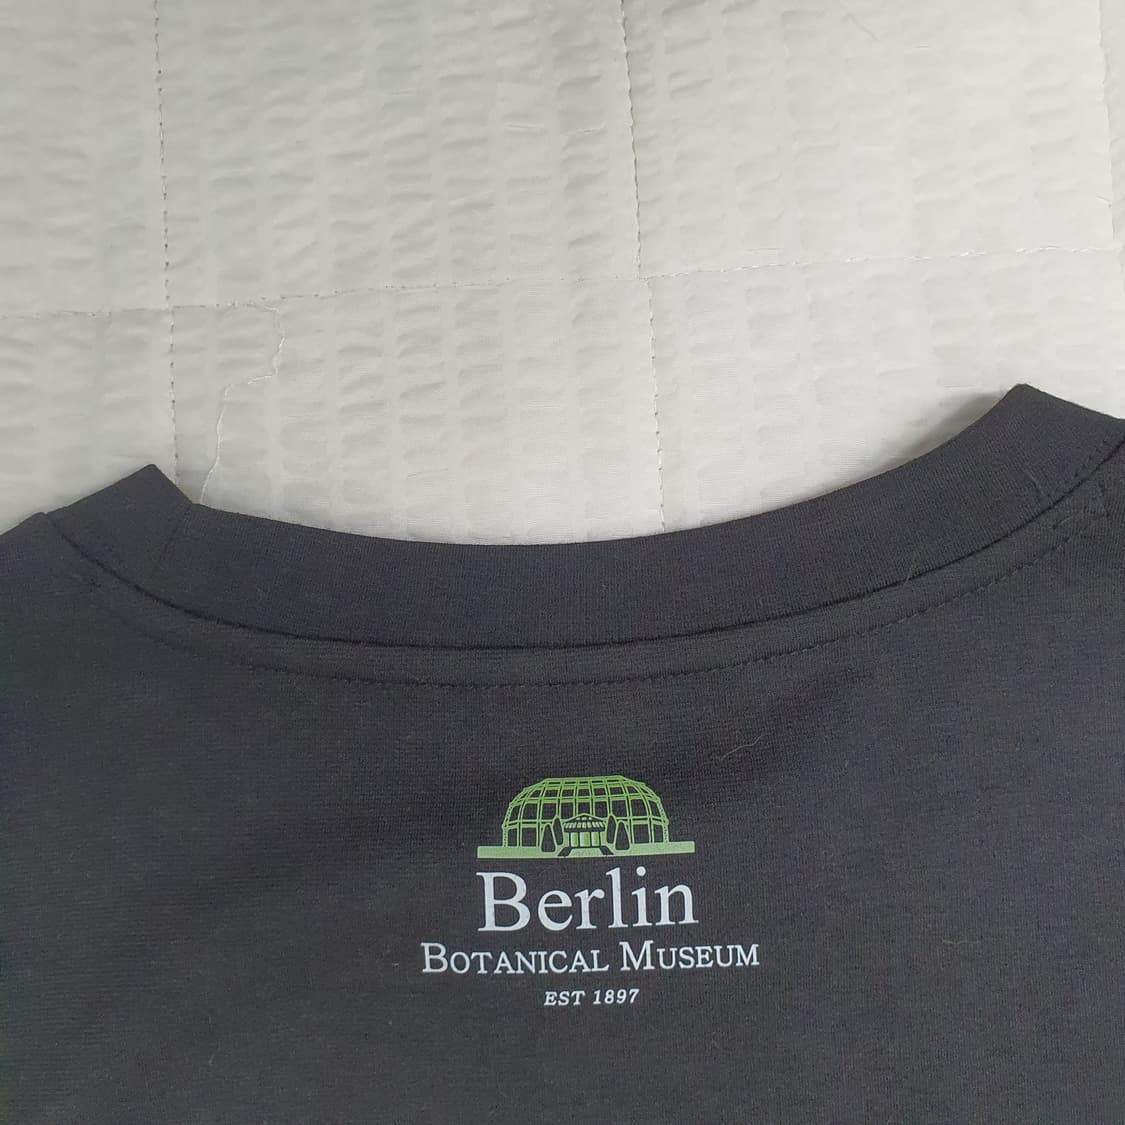 Berlin
BOTANICAL MUSEUM
EST 1897